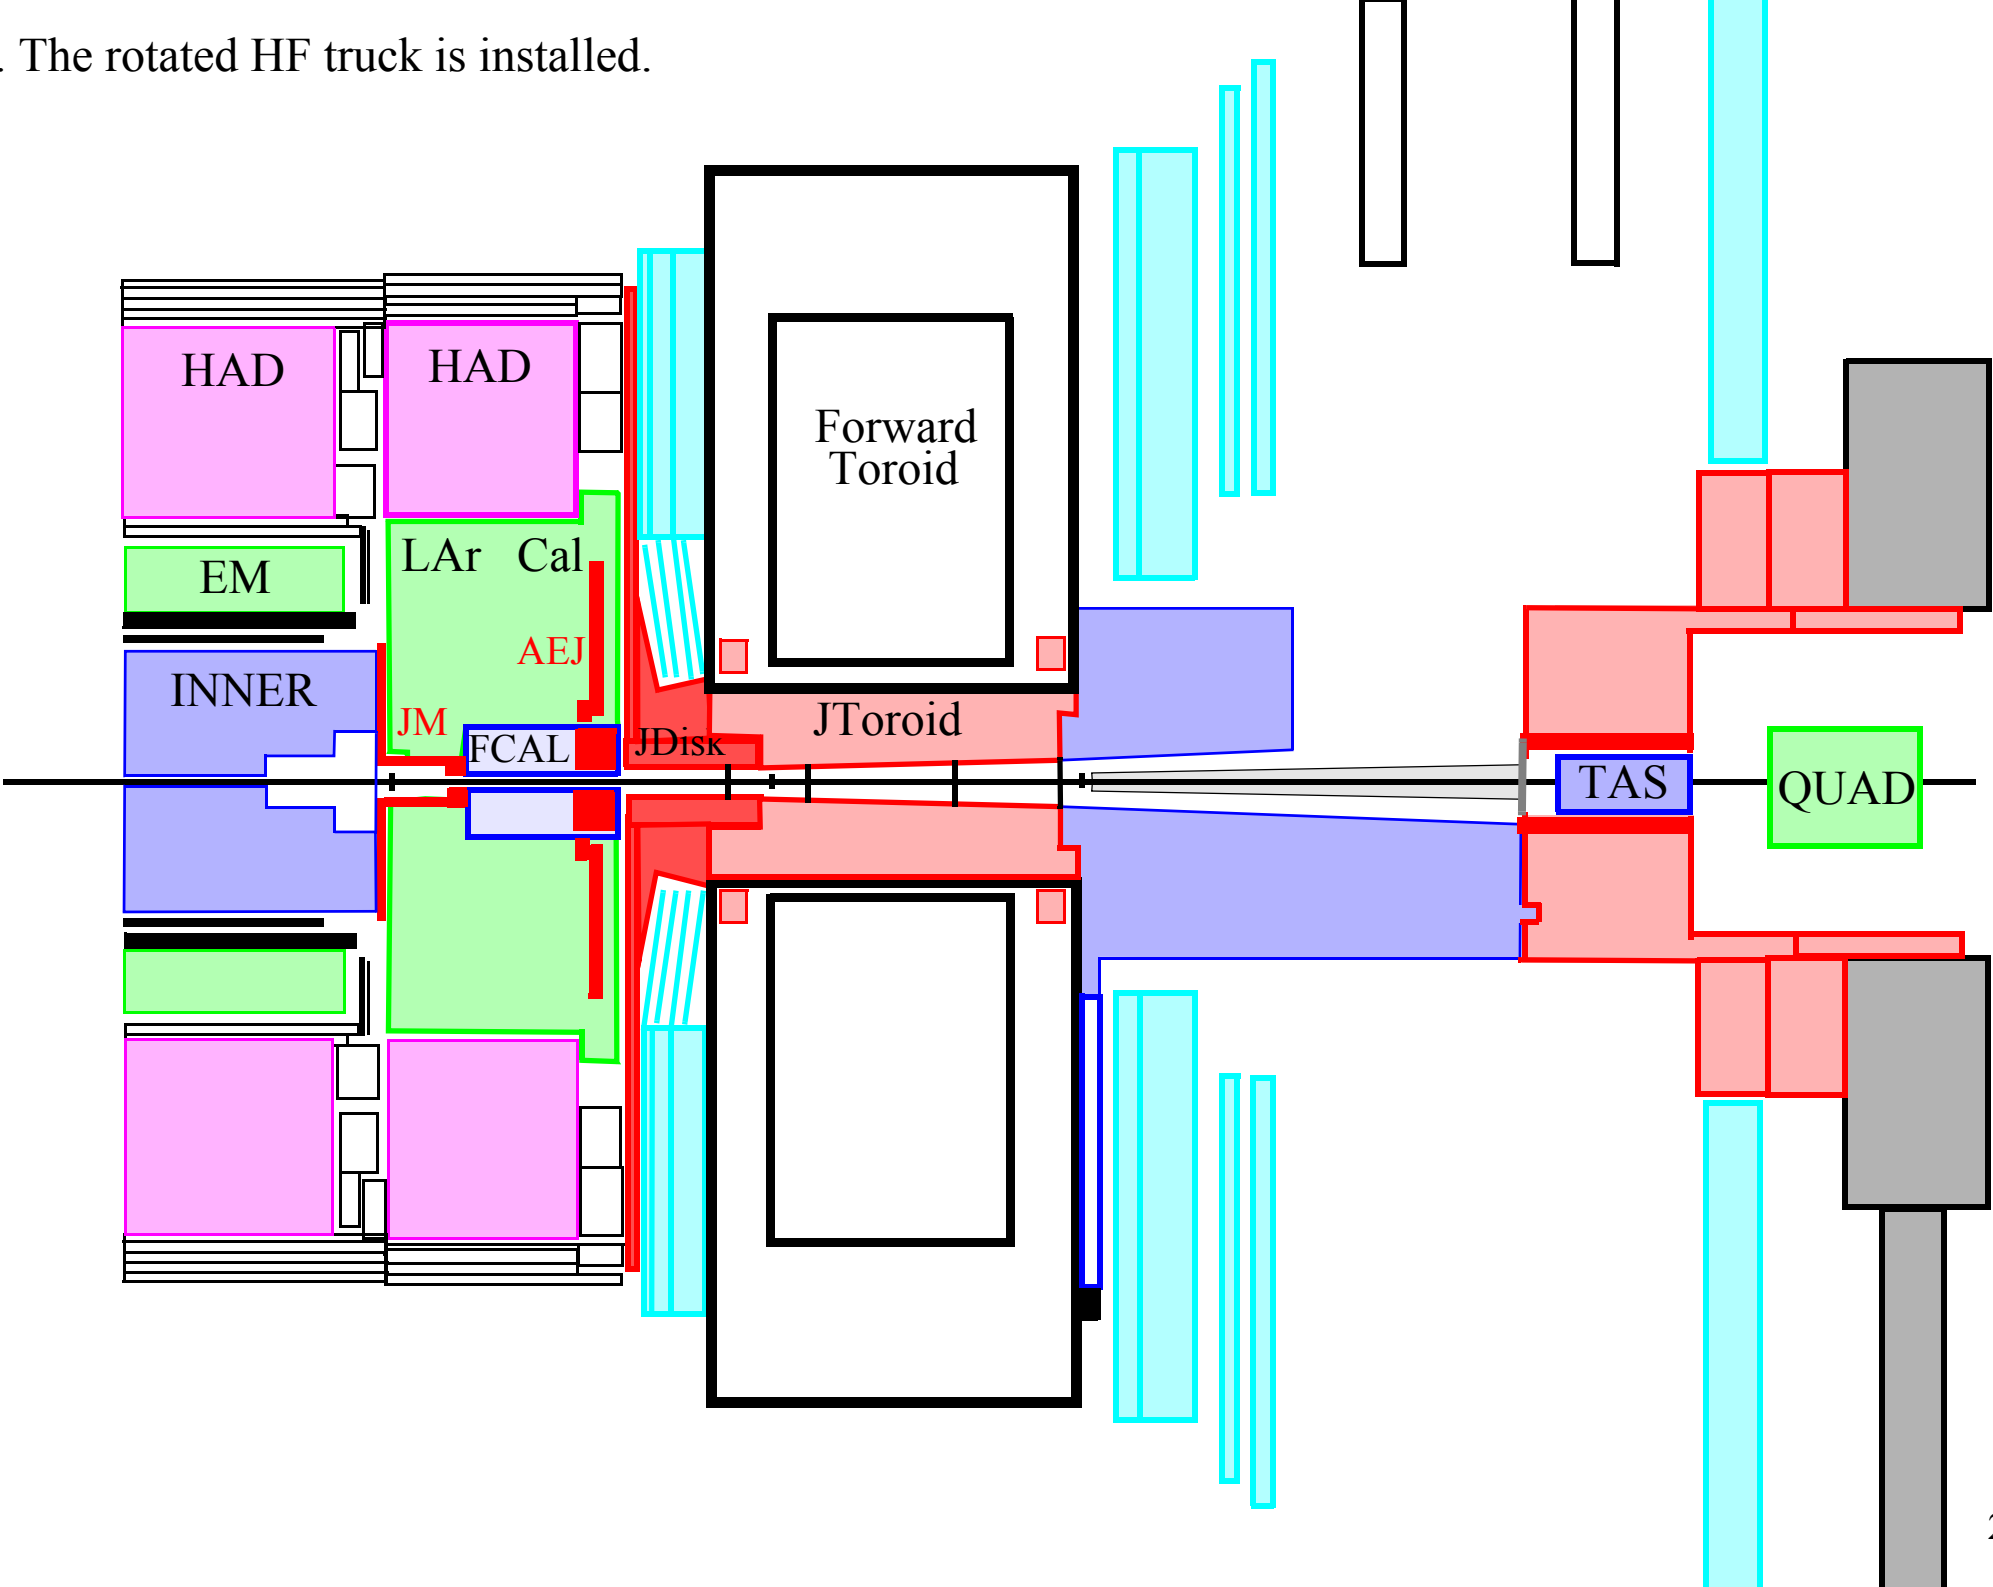 . The rotated HF truck is installed.
HAD
HAD
Forward
Toroid
LAr Cal
EM
AEJ
INNER
JM
FCAL
JDisk
JToroid
TAS
QUAD